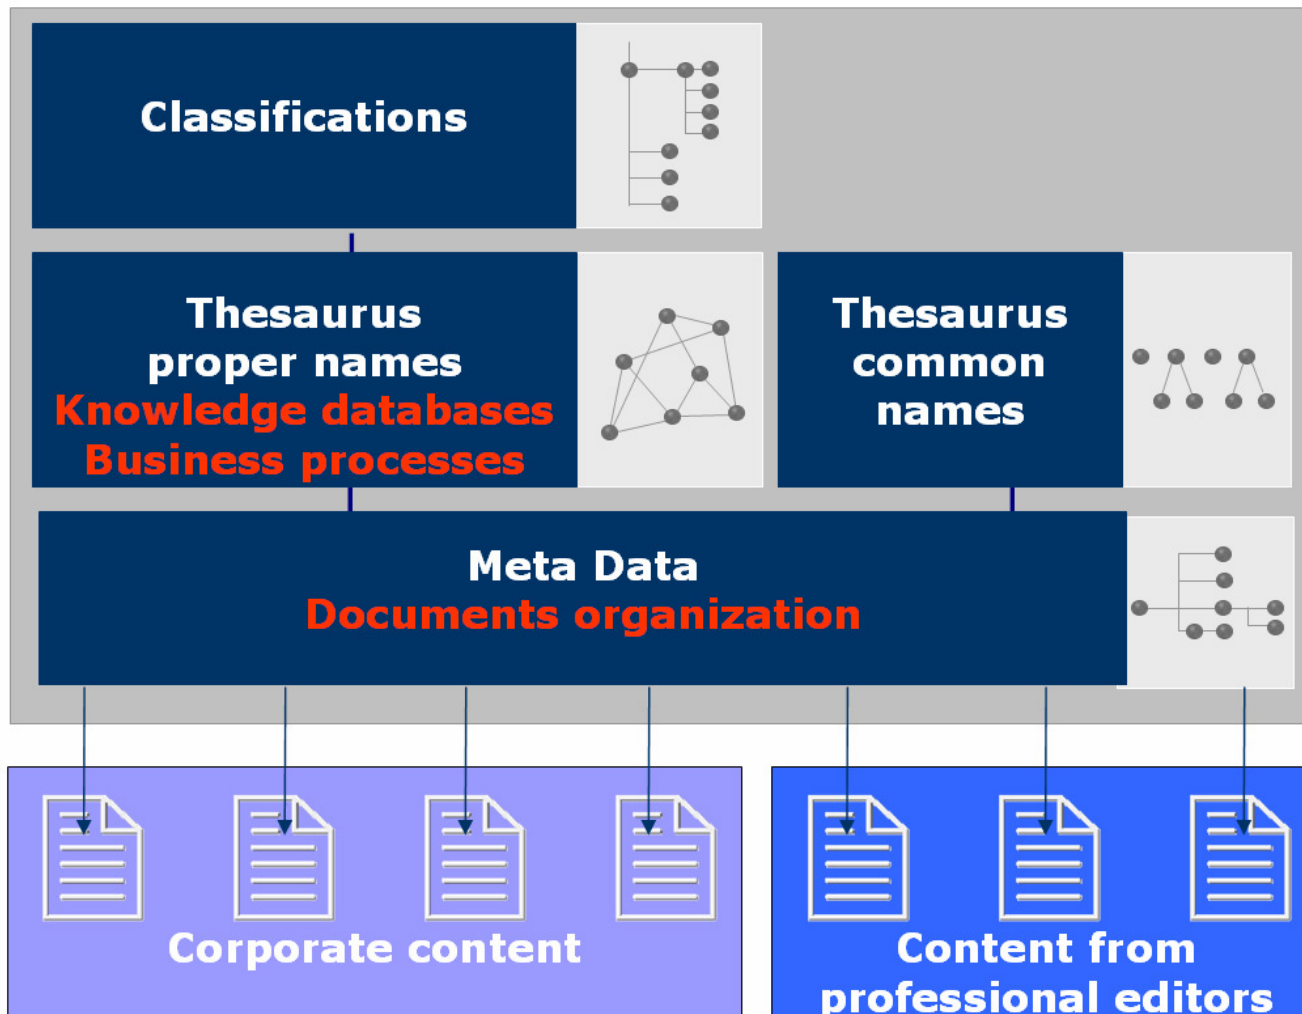 Classifications
Thesaurus
proper names
Knowledge databases
Business processes
Thesaurus
common
names
Meta Data
Documents organization
Corporate content
Content from
professional editors